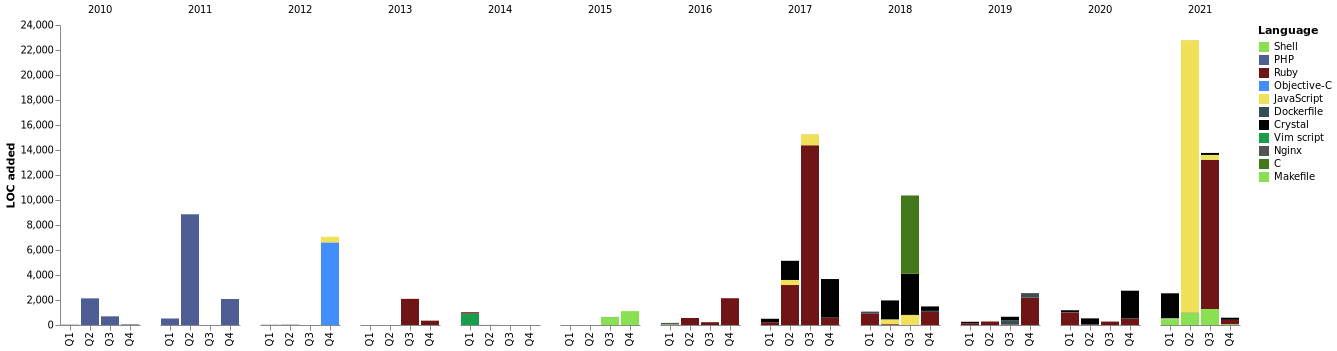 2010 2011 2012 2013 2014 2015 2016 2017 2018 2019 2020 2021
24,000
22,000
20,000
18,000
16,000
14,000
12,000
10,000
8,000
6,000
4,000
2,000
0
LOC added
Q1 Q2 Q3 Q4 Q1 Q2 Q3 Q4 Q1 Q2 Q3 Q4 Q1 Q2 Q3 Q4 Q1 Q2 Q3 Q4 Q1 Q2 Q3 Q4 Q1 Q2 Q3 Q4 Q1 Q2 Q3 Q4 Q1 Q2 Q3 Q4 Q1 Q2 Q3 Q4 Q1 Q2 Q3 Q4 Q1 Q2 Q3 Q4
Language
Shell
PHP
Ruby
Objective-C
JavaScript
Dockerfile
Crystal
Vim script
Nginx
C
Makefile